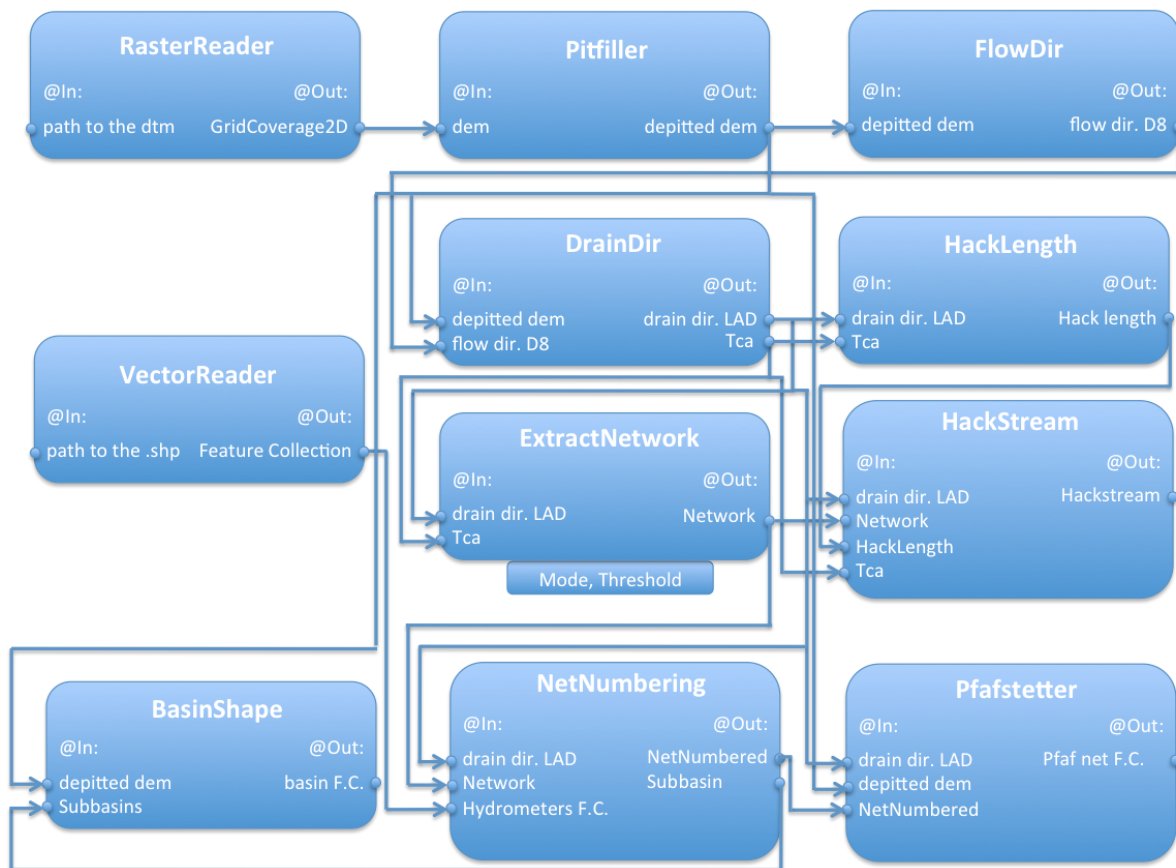 RasterReader
@In: @Out:
path to the dtm GridCoverage2D
Pitfiller
@In: @Out:
dem depitted dem
FlowDir
@In: @Out:
depitted dem flow dir. D8
DrainDir
@In: @Out:
depitted dem drain dir. LAD
flow dir. D8 Tca
HackLength
@In: @Out:
drain dir. LAD Hack length
Tca
VectorReader
@In: @Out:
path to the .shp Feature Collection
ExtractNetwork
@In: @Out:
drain dir. LAD Network
Tca
Mode, Threshold
HackStream
@In: @Out:
drain dir. LAD Hackstream
Network
HackLength
Tca
BasinShape
@In: @Out:
depitted dem basin F.C.
Subbasins
NetNumbering
@In: @Out:
drain dir. LAD NetNumbered
Network Subbasin
Hydrometers F.C.
Pfafstetter
@In: @Out:
drain dir. LAD Pfaf net F.C.
depitted dem
NetNumbered